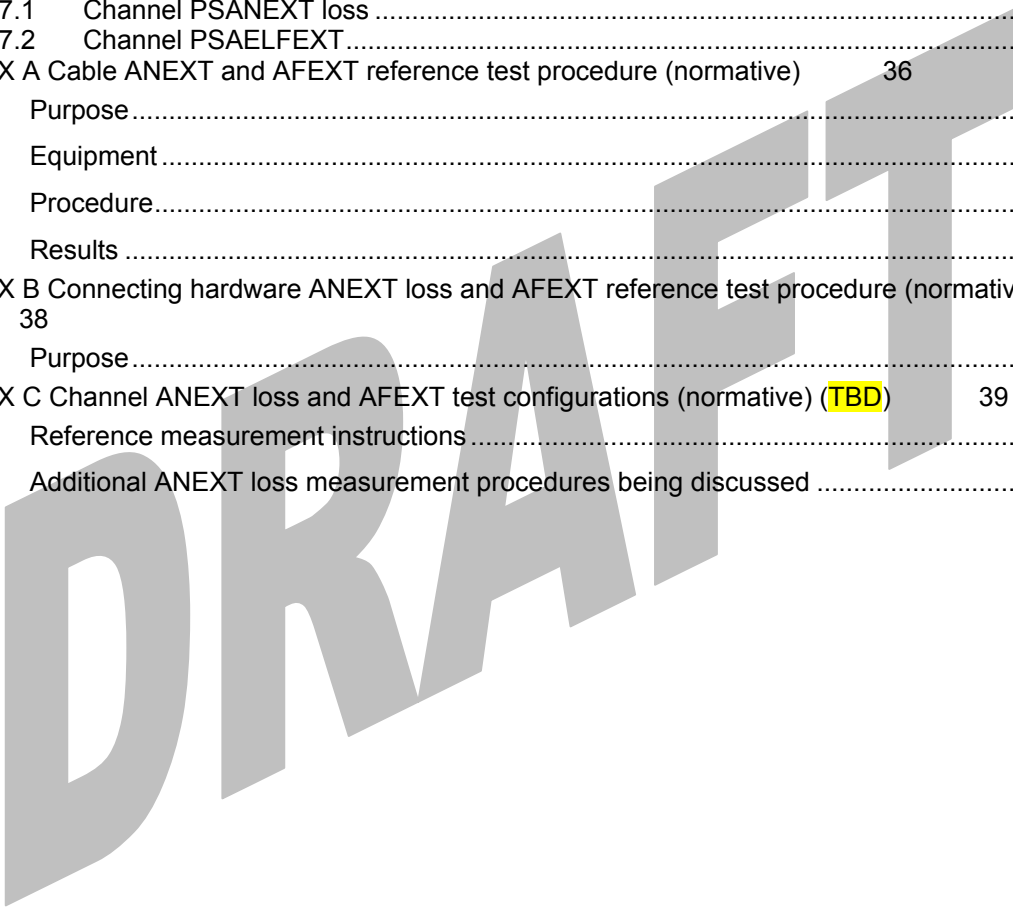 7.1 Channel PSANEXT loss ....................................................................................
7.2 Channel PSAELFEXT........................................................................................
X A Cable ANEXT and AFEXT reference test procedure (normative) 36
Purpose.....................................................................................................................
Equipment .................................................................................................................
Procedure..................................................................................................................
Results ......................................................................................................................
X B Connecting hardware ANEXT loss and AFEXT reference test procedure (normativ
38
Purpose.....................................................................................................................
X C Channel ANEXT loss and AFEXT test configurations (normative) (TBD) 39
Reference measurement instructions.........................................................................
Additional ANEXT loss measurement procedures being discussed ...........................
DRAFT